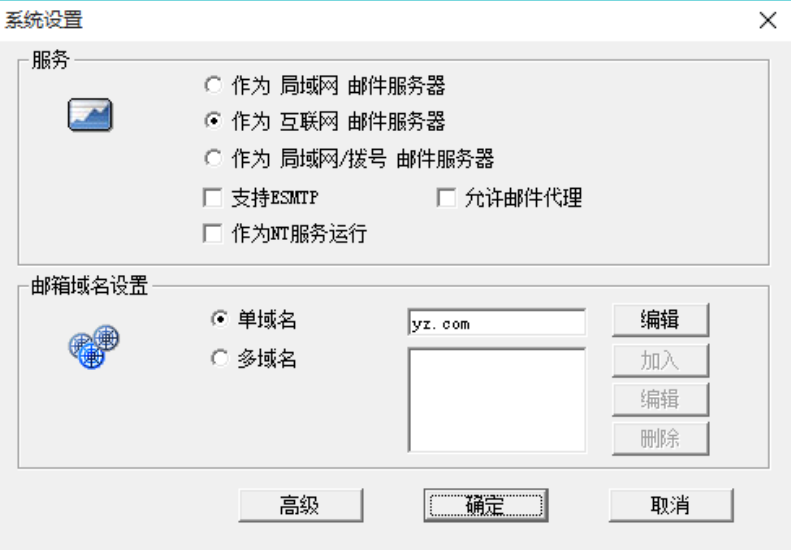 系统设置
服务
作为 局域网 邮件服务器
作为 互联网 邮件服务器
作为 局域网/拨号 邮件服务器
支持ESMTP 允许邮件代理
作为NT服务运行
邮箱域名设置
单域名 yz.com 编辑
多域名 加入
编辑
删除
高级 确定 取消